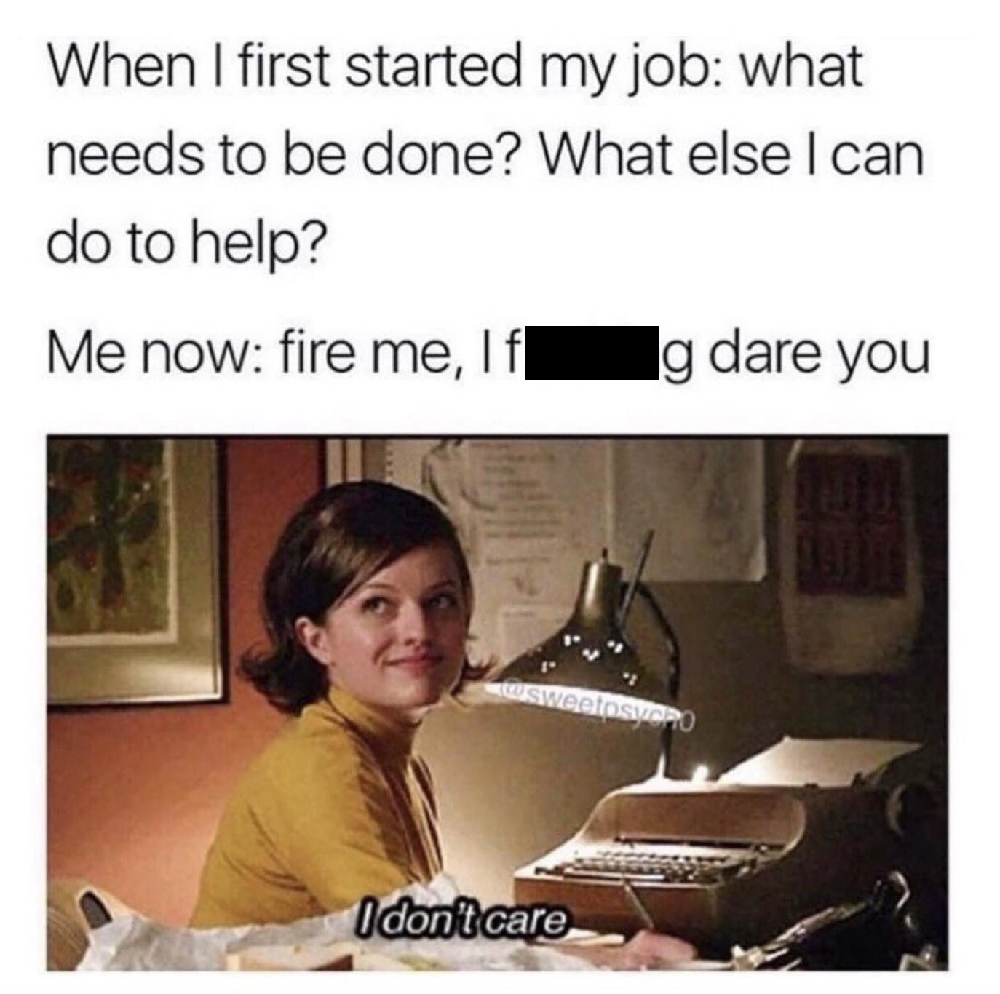 When I first started my job: what
needs to be done? What else I can
do to help?
Me now: fire me, I f g dare you
@sweetpsycho
I don't care